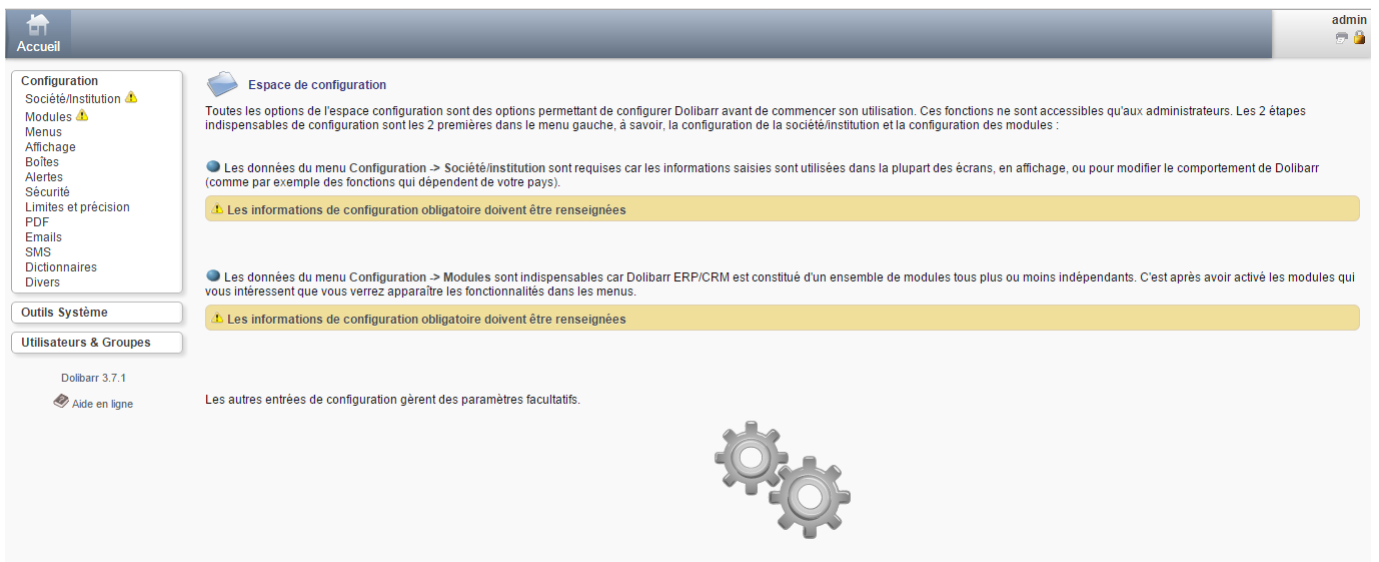 Accueil
admin
Configuration
Société/Institution
Modules
Menus
Affichage
Boîtes
Alertes
Sécurité
Limites et précision
PDF
Emails
SMS
Dictionnaires
Divers
Outils Système
Utilisateurs & Groupes
Dolibarr 3.7.1
Aide en ligne
Espace de configuration
Toutes les options de l'espace configuration sont des options permettant de configurer Dolibarr avant de commencer son utilisation. Ces fonctions ne sont accessibles qu'aux administrateurs. Les 2 étapes
indispensables de configuration sont les 2 premières dans le menu gauche, à savoir, la configuration de la société/institution et la configuration des modules :
Les données du menu Configuration -> Société/institution sont requises car les informations saisies sont utilisées dans la plupart des écrans, en affichage, ou pour modifier le comportement de Dolibarr
(comme par exemple des fonctions qui dépendent de votre pays).
Les informations de configuration obligatoire doivent être renseignées
Les données du menu Configuration -> Modules sont indispensables car Dolibarr ERP/CRM est constitué d'un ensemble de modules tous plus ou moins indépendants. C'est après avoir activé les modules qui
vous intéressent que vous verrez apparaître les fonctionnalités dans les menus.
Les informations de configuration obligatoire doivent être renseignées
Les autres entrées de configuration gèrent des paramètres facultatifs.